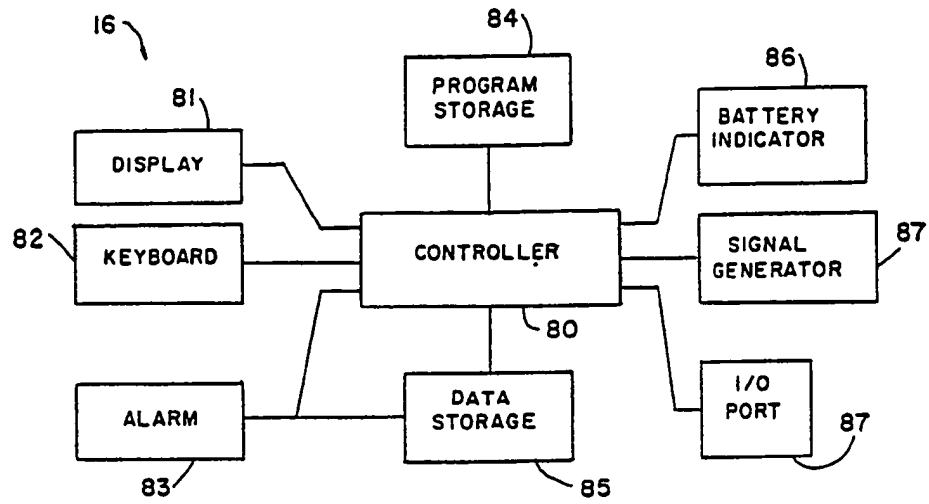 16
84
PROGRAM
STORAGE
86
BATTERY
INDICATOR
81
DISPLAY
82
KEYBOARD
CONTROLLER
80
SIGNAL
GENERATOR
87
ALARM
83
DATA
STORAGE
85
I/O
PORT
87